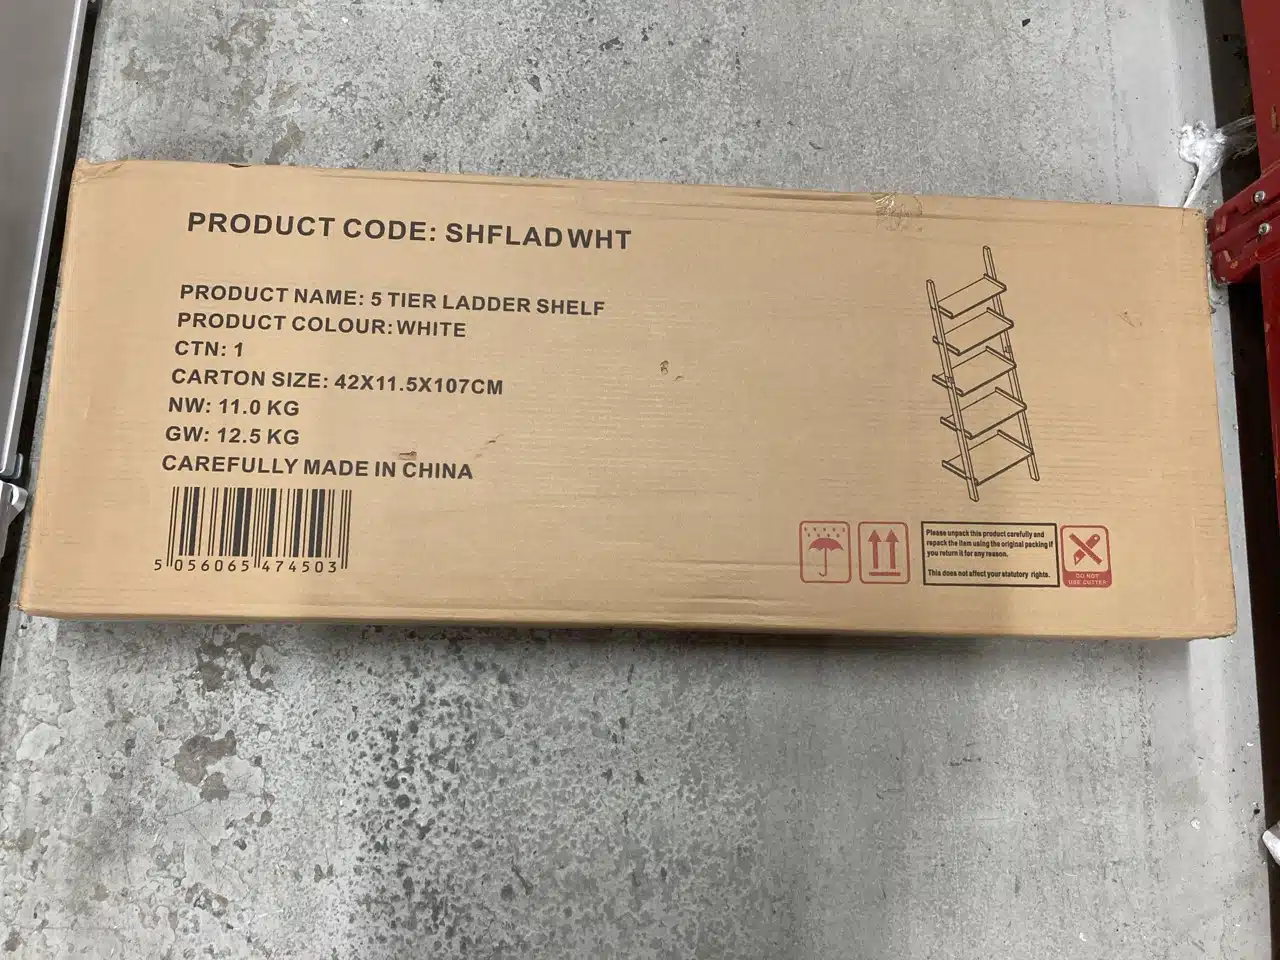 PRODUCT CODE: SHFLADWHT
PRODUCT NAME: 5 TIER LADDER SHELF
PRODUCT COLOUR: WHITE
CTN: 1
CARTON SIZE: 42X11.5X107CM
NW: 11.0 KG
GW: 12.5 KG
CAREFULLY MADE IN CHINA
5 056065 474503
Please unpack this product carefully and
repack the item using the original packing if
you return it for any reason.
This does not affect your statutory rights.
DO NOT
USE CUTTER